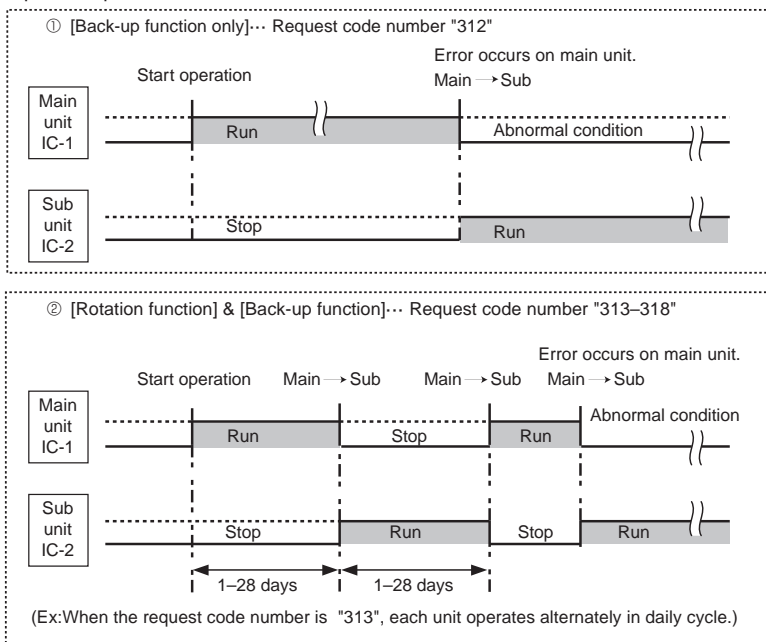 ① [Back-up function only]··· Request code number "312"
Error occurs on main unit.
Start operation
Main → Sub
Main
unit
IC-1
Run
Abnormal condition
Sub
unit
IC-2
Stop
Run
② [Rotation function] & [Back-up function]··· Request code number "313–318"
Error occurs on main unit.
Start operation Main → Sub Main → Sub Main → Sub
Main
unit
IC-1
Run Stop Run
Abnormal condition
Sub
unit
IC-2
Stop Run Stop Run
1–28 days 1–28 days
(Ex:When the request code number is "313", each unit operates alternately in daily cycle.)